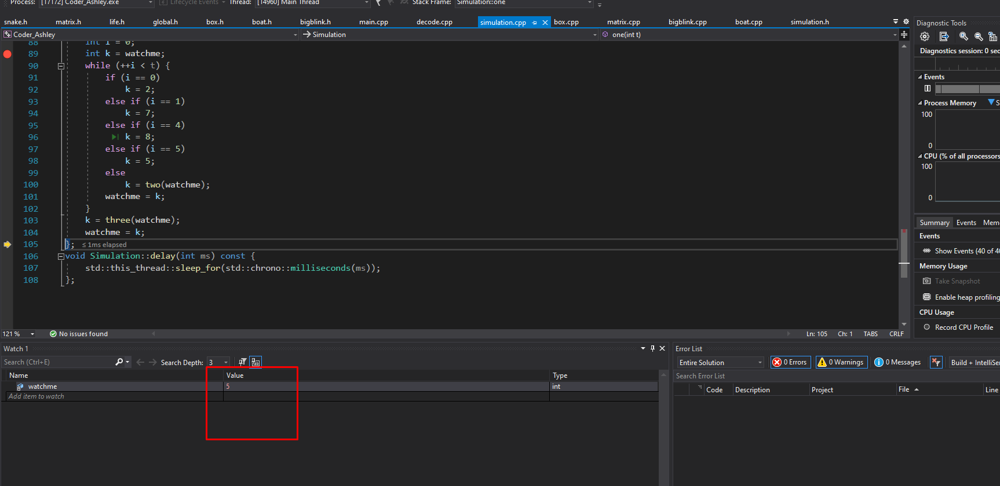 Process: [17172] Coder_Ashley.exe Lifecycle Events Thread: [14960] Main Thread Stack Frame: Simulation::one
snake.h matrix.h life.h global.h box.h boat.h bigblink.h main.cpp decode.cpp simulation.cpp box.cpp matrix.cpp bigblink.cpp boat.cpp simulation.h
Coder_Ashley Simulation one(int t)
88 int i = 0;
89 int k = watchme;
90 while (++i < t) {
91 if (i == 0)
92 k = 2;
93 else if (i == 1)
94 k = 7;
95 else if (i == 4)
96 k = 8;
97 else if (i == 5)
98 k = 5;
99 else
100 k = two(watchme);
101 watchme = k;
102 }
103 k = three(watchme);
104 watchme = k;
105 }; ≤ 1ms elapsed
106 void Simulation::delay(int ms) const {
107 std::this_thread::sleep_for(std::chrono::milliseconds(ms));
108 };
121 % No issues found Ln: 105 Ch: 1 TABS CRLF
Diagnostic Tools
Diagnostics session: 0 sec
Events
Process Memory S
100
0
CPU (% of all processors
100
0
Summary Events Mem
Events
Show Events (40 of 40
Memory Usage
Take Snapshot
Enable heap profiling
CPU Usage
Record CPU Profile
Watch 1
Search (Ctrl+E) Search Depth: 3
Name Value Type
watchme 5 int
Add item to watch
Error List
Entire Solution 0 Errors 0 Warnings 0 Messages Build + IntelliSen
Search Error List
Code Description Project File Line